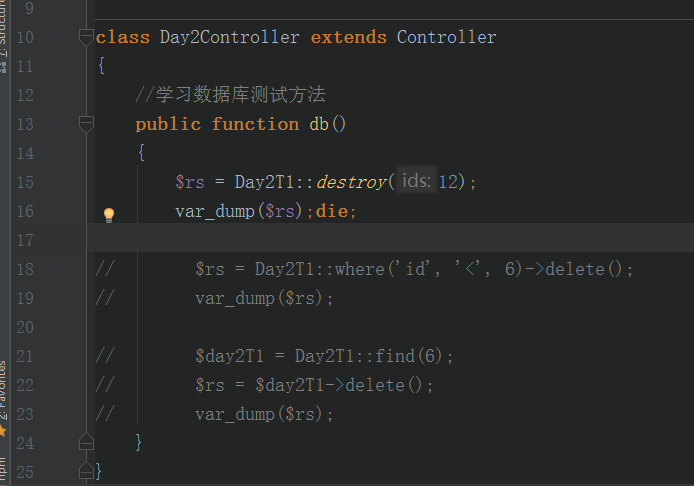 9
10 class Day2Controller extends Controller
11 {
12 //学习数据库测试方法
13 public function db()
14 {
15 $rs = Day2T1::destroy( ids: 12);
16 var_dump($rs);die;
17
18 // $rs = Day2T1::where('id', '<', 6)->delete();
19 // var_dump($rs);
20
21 // $day2T1 = Day2T1::find(6);
22 // $rs = $day2T1->delete();
23 // var_dump($rs);
24 }
25 }
7: Structure
2: Favorites
npm